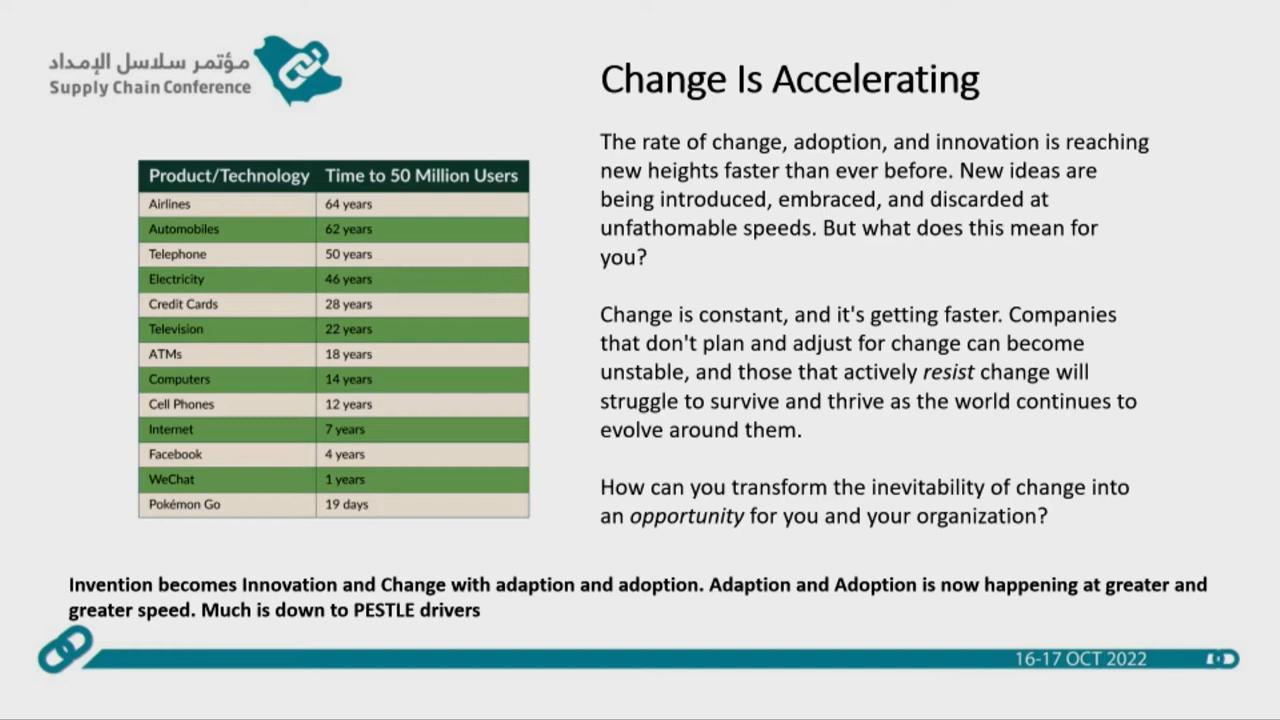 مؤتمر سلاسل الإمداد
Supply Chain Conference
Change Is Accelerating
Product/Technology Time to 50 Million Users
Airlines 64 years
Automobiles 62 years
Telephone 50 years
Electricity 46 years
Credit Cards 28 years
Television 22 years
ATMs 18 years
Computers 14 years
Cell Phones 12 years
Internet 7 years
Facebook 4 years
WeChat 1 years
Pokémon Go 19 days
The rate of change, adoption, and innovation is reaching
new heights faster than ever before. New ideas are
being introduced, embraced, and discarded at
unfathomable speeds. But what does this mean for
you?
Change is constant, and it's getting faster. Companies
that don't plan and adjust for change can become
unstable, and those that actively resist change will
struggle to survive and thrive as the world continues to
evolve around them.
How can you transform the inevitability of change into
an opportunity for you and your organization?
Invention becomes Innovation and Change with adaption and adoption. Adaption and Adoption is now happening at greater and
greater speed. Much is down to PESTLE drivers
16-17 OCT 2022